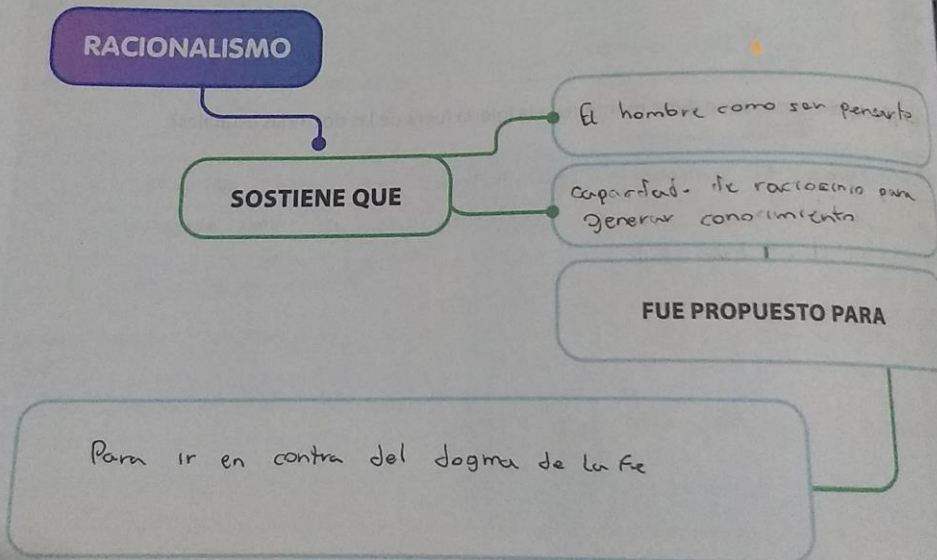 RACIONALISMO
El hombre como ser pensante
SOSTIENE QUE
capacidad de raciocinio para
generar conocimiento
FUE PROPUESTO PARA
Para ir en contra del dogma de la Fe